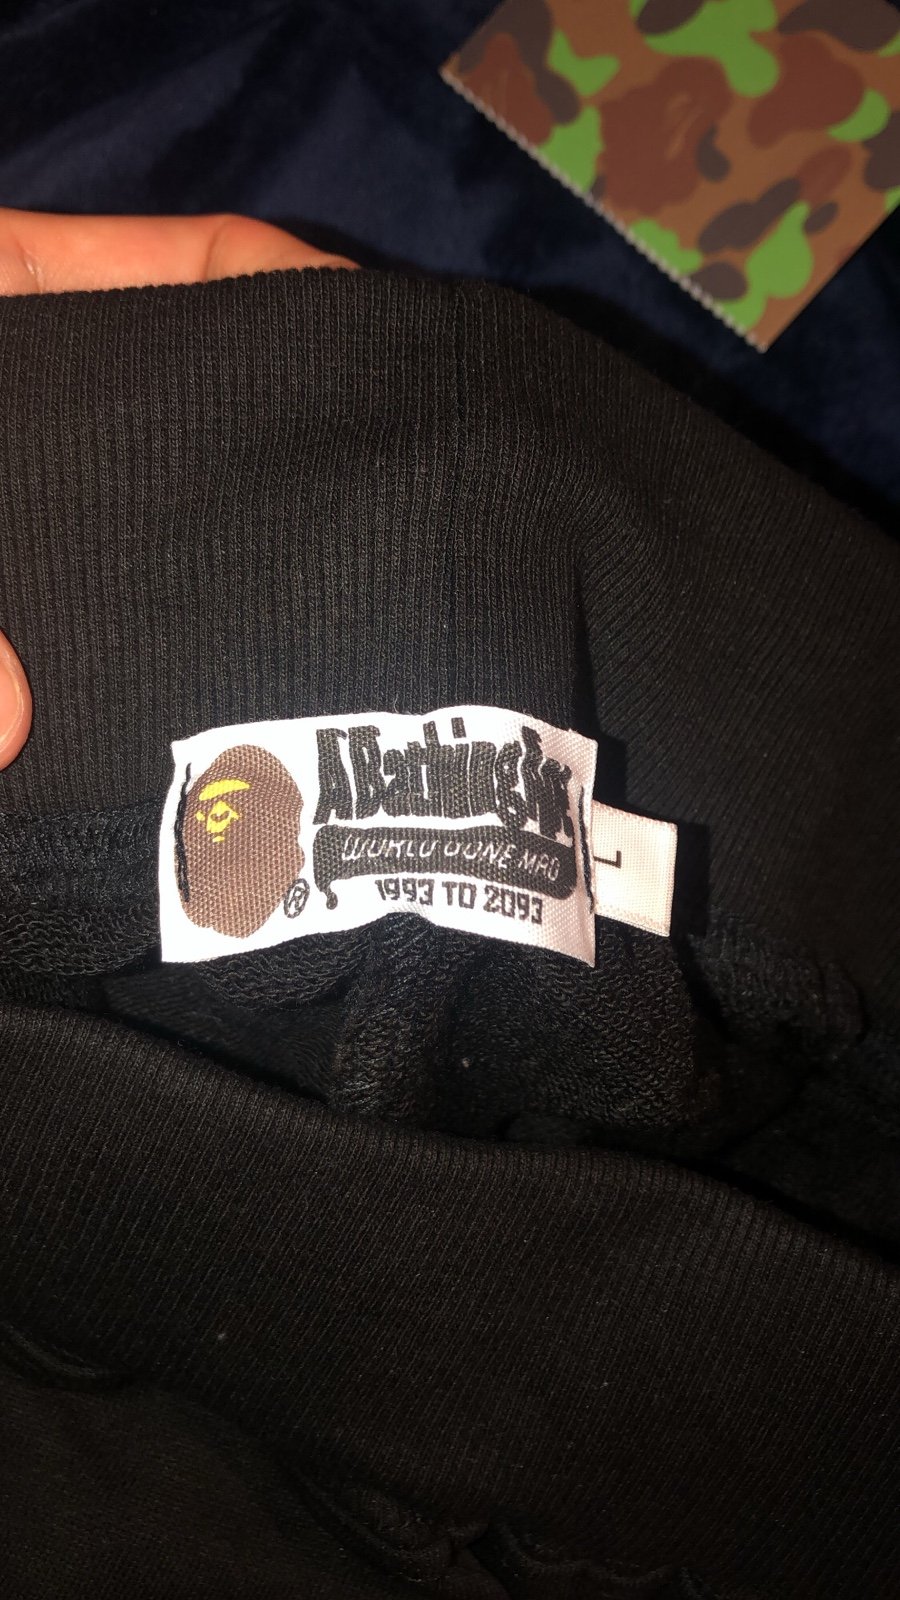 A Bathing Ape
WORLD GONE MAD
1993 TO 2093
®
L